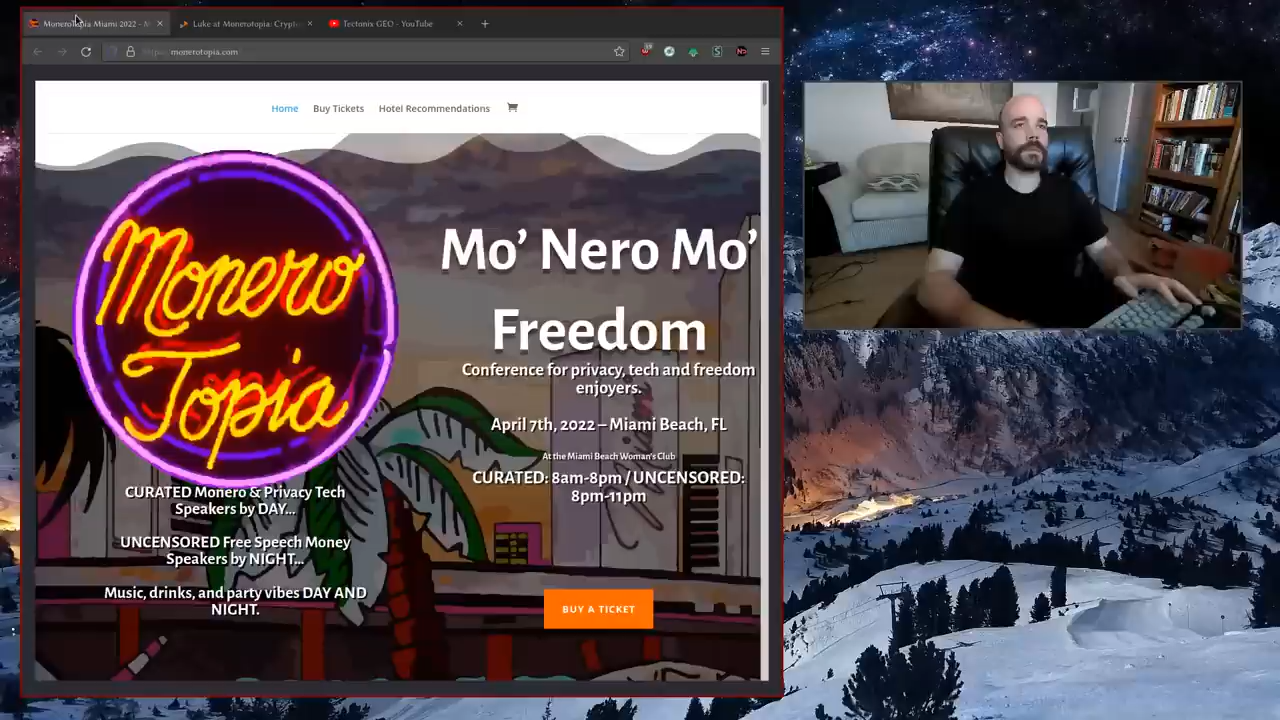 Monerotopia Miami 2022 - M
Luke at Monerotopia: Crypto
Tectonix GEO - YouTube
monerotopia.com
Home
Buy Tickets
Hotel Recommendations
Monero
Topia
Mo’ Nero Mo’
Freedom
Conference for privacy, tech and freedom
enjoyers.
April 7th, 2022 – Miami Beach, FL
At the Miami Beach Woman's Club
CURATED: 8am-8pm / UNCENSORED:
8pm-11pm
CURATED Monero & Privacy Tech
Speakers by DAY...
UNCENSORED Free Speech Money
Speakers by NIGHT...
Music, drinks, and party vibes DAY AND
NIGHT.
BUY A TICKET